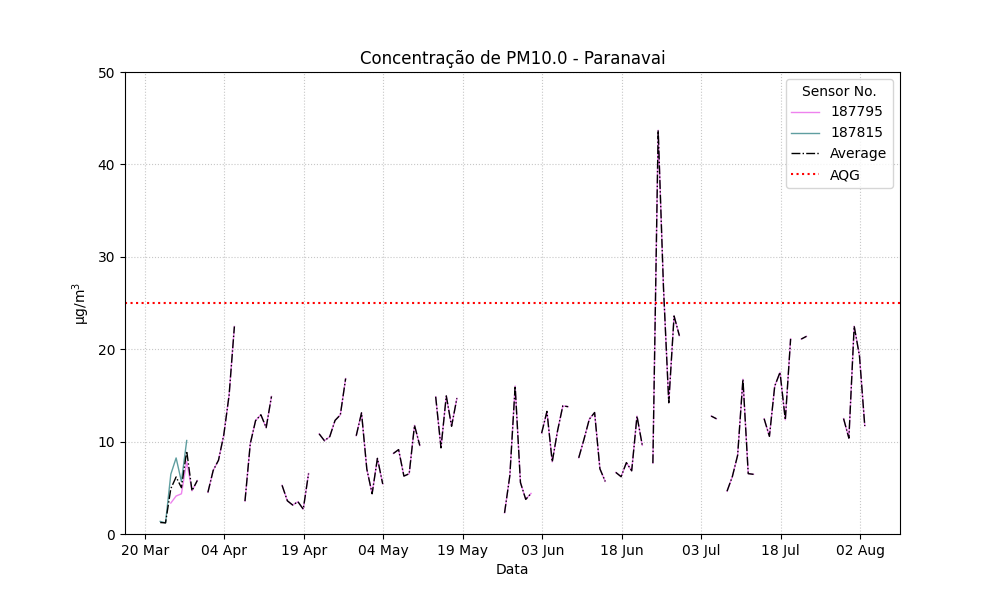 Concentração de PM10.0 - Paranavai
50
40
30
20
10
0
µg/m³
Sensor No.
187795
187815
Average
AQG
20 Mar 04 Apr 19 Apr 04 May 19 May 03 Jun 18 Jun 03 Jul 18 Jul 02 Aug
Data